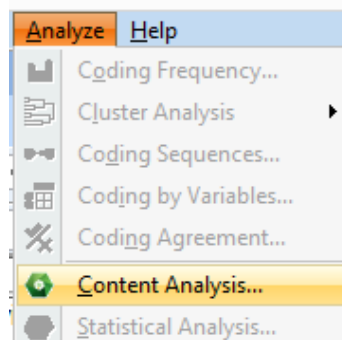 Analyze Help
Coding Frequency...
Cluster Analysis
Coding Sequences...
Coding by Variables...
Coding Agreement...
Content Analysis...
Statistical Analysis...